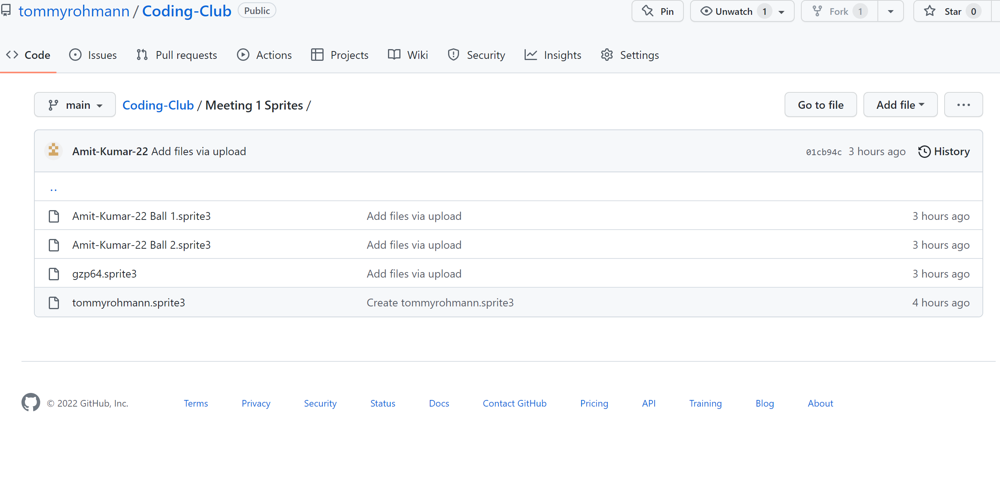 tommyrohmann / Coding-Club Public Pin Unwatch 1 Fork 1 Star 0
Code Issues Pull requests Actions Projects Wiki Security Insights Settings
main Coding-Club / Meeting 1 Sprites / Go to file Add file ...
Amit-Kumar-22 Add files via upload 01cb94c 3 hours ago History
..
Amit-Kumar-22 Ball 1.sprite3 Add files via upload 3 hours ago
Amit-Kumar-22 Ball 2.sprite3 Add files via upload 3 hours ago
gzp64.sprite3 Add files via upload 3 hours ago
tommyrohmann.sprite3 Create tommyrohmann.sprite3 4 hours ago
© 2022 GitHub, Inc. Terms Privacy Security Status Docs Contact GitHub Pricing API Training Blog About